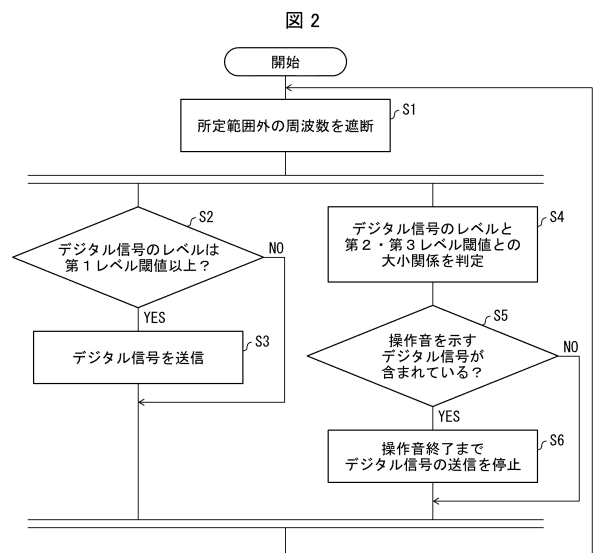 図 2
開始
所定範囲外の周波数を遮断
S1
S2
デジタル信号のレベルは
第1レベル閾値以上？
NO
YES
デジタル信号を送信
S3
デジタル信号のレベルと
第2・第3レベル閾値との
大小関係を判定
S4
S5
操作音を示す
デジタル信号が
含まれている？
NO
YES
操作音終了まで
デジタル信号の送信を停止
S6